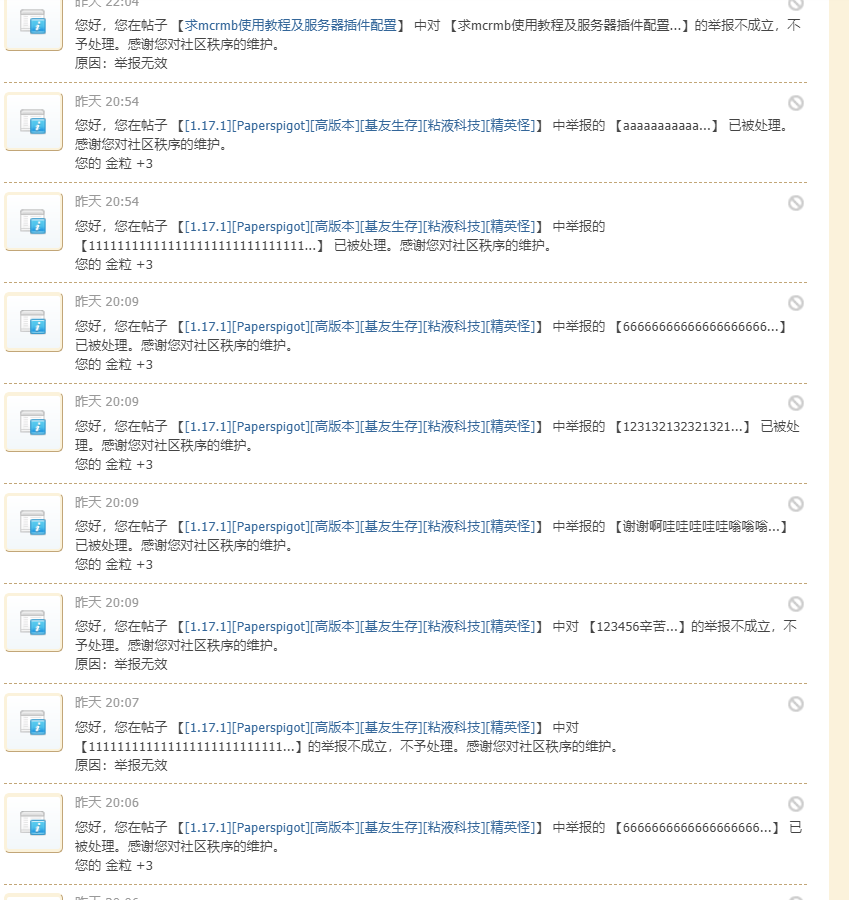 昨天 22:04
您好，您在帖子 【求mcrmb使用教程及服务器插件配置】 中对 【求mcrmb使用教程及服务器插件配置...】的举报不成立，不
予处理。感谢您对社区秩序的维护。
原因：举报无效
昨天 20:54
您好，您在帖子 【[1.17.1][Paperspigot][高版本][基友生存][粘液科技][精英怪]】 中举报的 【aaaaaaaaaaa...】 已被处理。
感谢您对社区秩序的维护。
您的 金粒 +3
昨天 20:54
您好，您在帖子 【[1.17.1][Paperspigot][高版本][基友生存][粘液科技][精英怪]】 中举报的
【111111111111111111111111111111...】 已被处理。感谢您对社区秩序的维护。
您的 金粒 +3
昨天 20:09
您好，您在帖子 【[1.17.1][Paperspigot][高版本][基友生存][粘液科技][精英怪]】 中举报的 【66666666666666666666...】
已被处理。感谢您对社区秩序的维护。
您的 金粒 +3
昨天 20:09
您好，您在帖子 【[1.17.1][Paperspigot][高版本][基友生存][粘液科技][精英怪]】 中举报的 【123132132321321...】 已被处
理。感谢您对社区秩序的维护。
您的 金粒 +3
昨天 20:09
您好，您在帖子 【[1.17.1][Paperspigot][高版本][基友生存][粘液科技][精英怪]】 中举报的 【谢谢啊哇哇哇哇哇嗡嗡嗡...】
已被处理。感谢您对社区秩序的维护。
您的 金粒 +3
昨天 20:09
您好，您在帖子 【[1.17.1][Paperspigot][高版本][基友生存][粘液科技][精英怪]】 中对 【123456辛苦...】的举报不成立，不
予处理。感谢您对社区秩序的维护。
原因：举报无效
昨天 20:07
您好，您在帖子 【[1.17.1][Paperspigot][高版本][基友生存][粘液科技][精英怪]】 中对
【111111111111111111111111111...】的举报不成立，不予处理。感谢您对社区秩序的维护。
原因：举报无效
昨天 20:06
您好，您在帖子 【[1.17.1][Paperspigot][高版本][基友生存][粘液科技][精英怪]】 中举报的 【6666666666666666666...】 已
被处理。感谢您对社区秩序的维护。
您的 金粒 +3
昨天 20:06